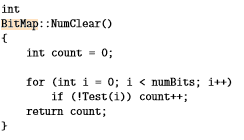 int
BitMap::NumClear()
{
    int count = 0;

    for (int i = 0; i < numBits; i++)
        if (!Test(i)) count++;
    return count;
}